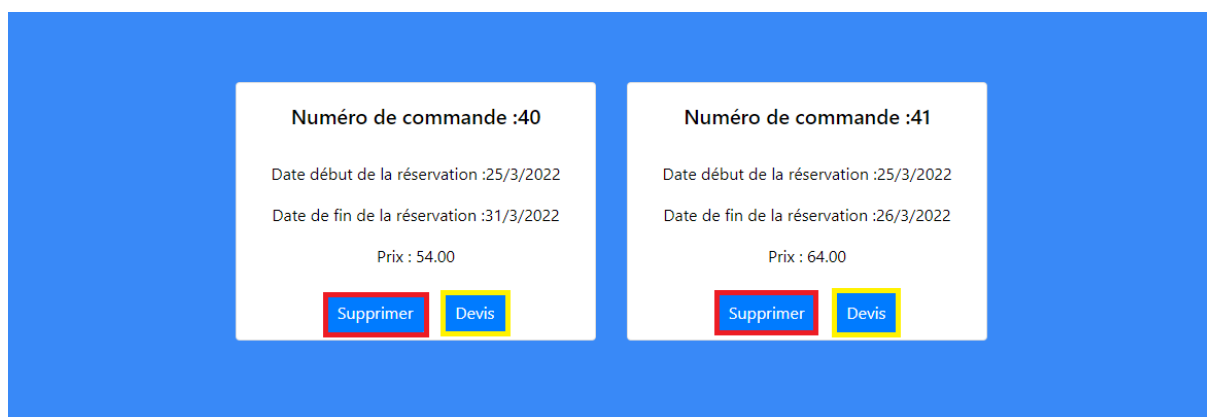 Numéro de commande :40
Date début de la réservation :25/3/2022
Date de fin de la réservation :31/3/2022
Prix : 54.00
Supprimer Devis
Numéro de commande :41
Date début de la réservation :25/3/2022
Date de fin de la réservation :26/3/2022
Prix : 64.00
Supprimer Devis